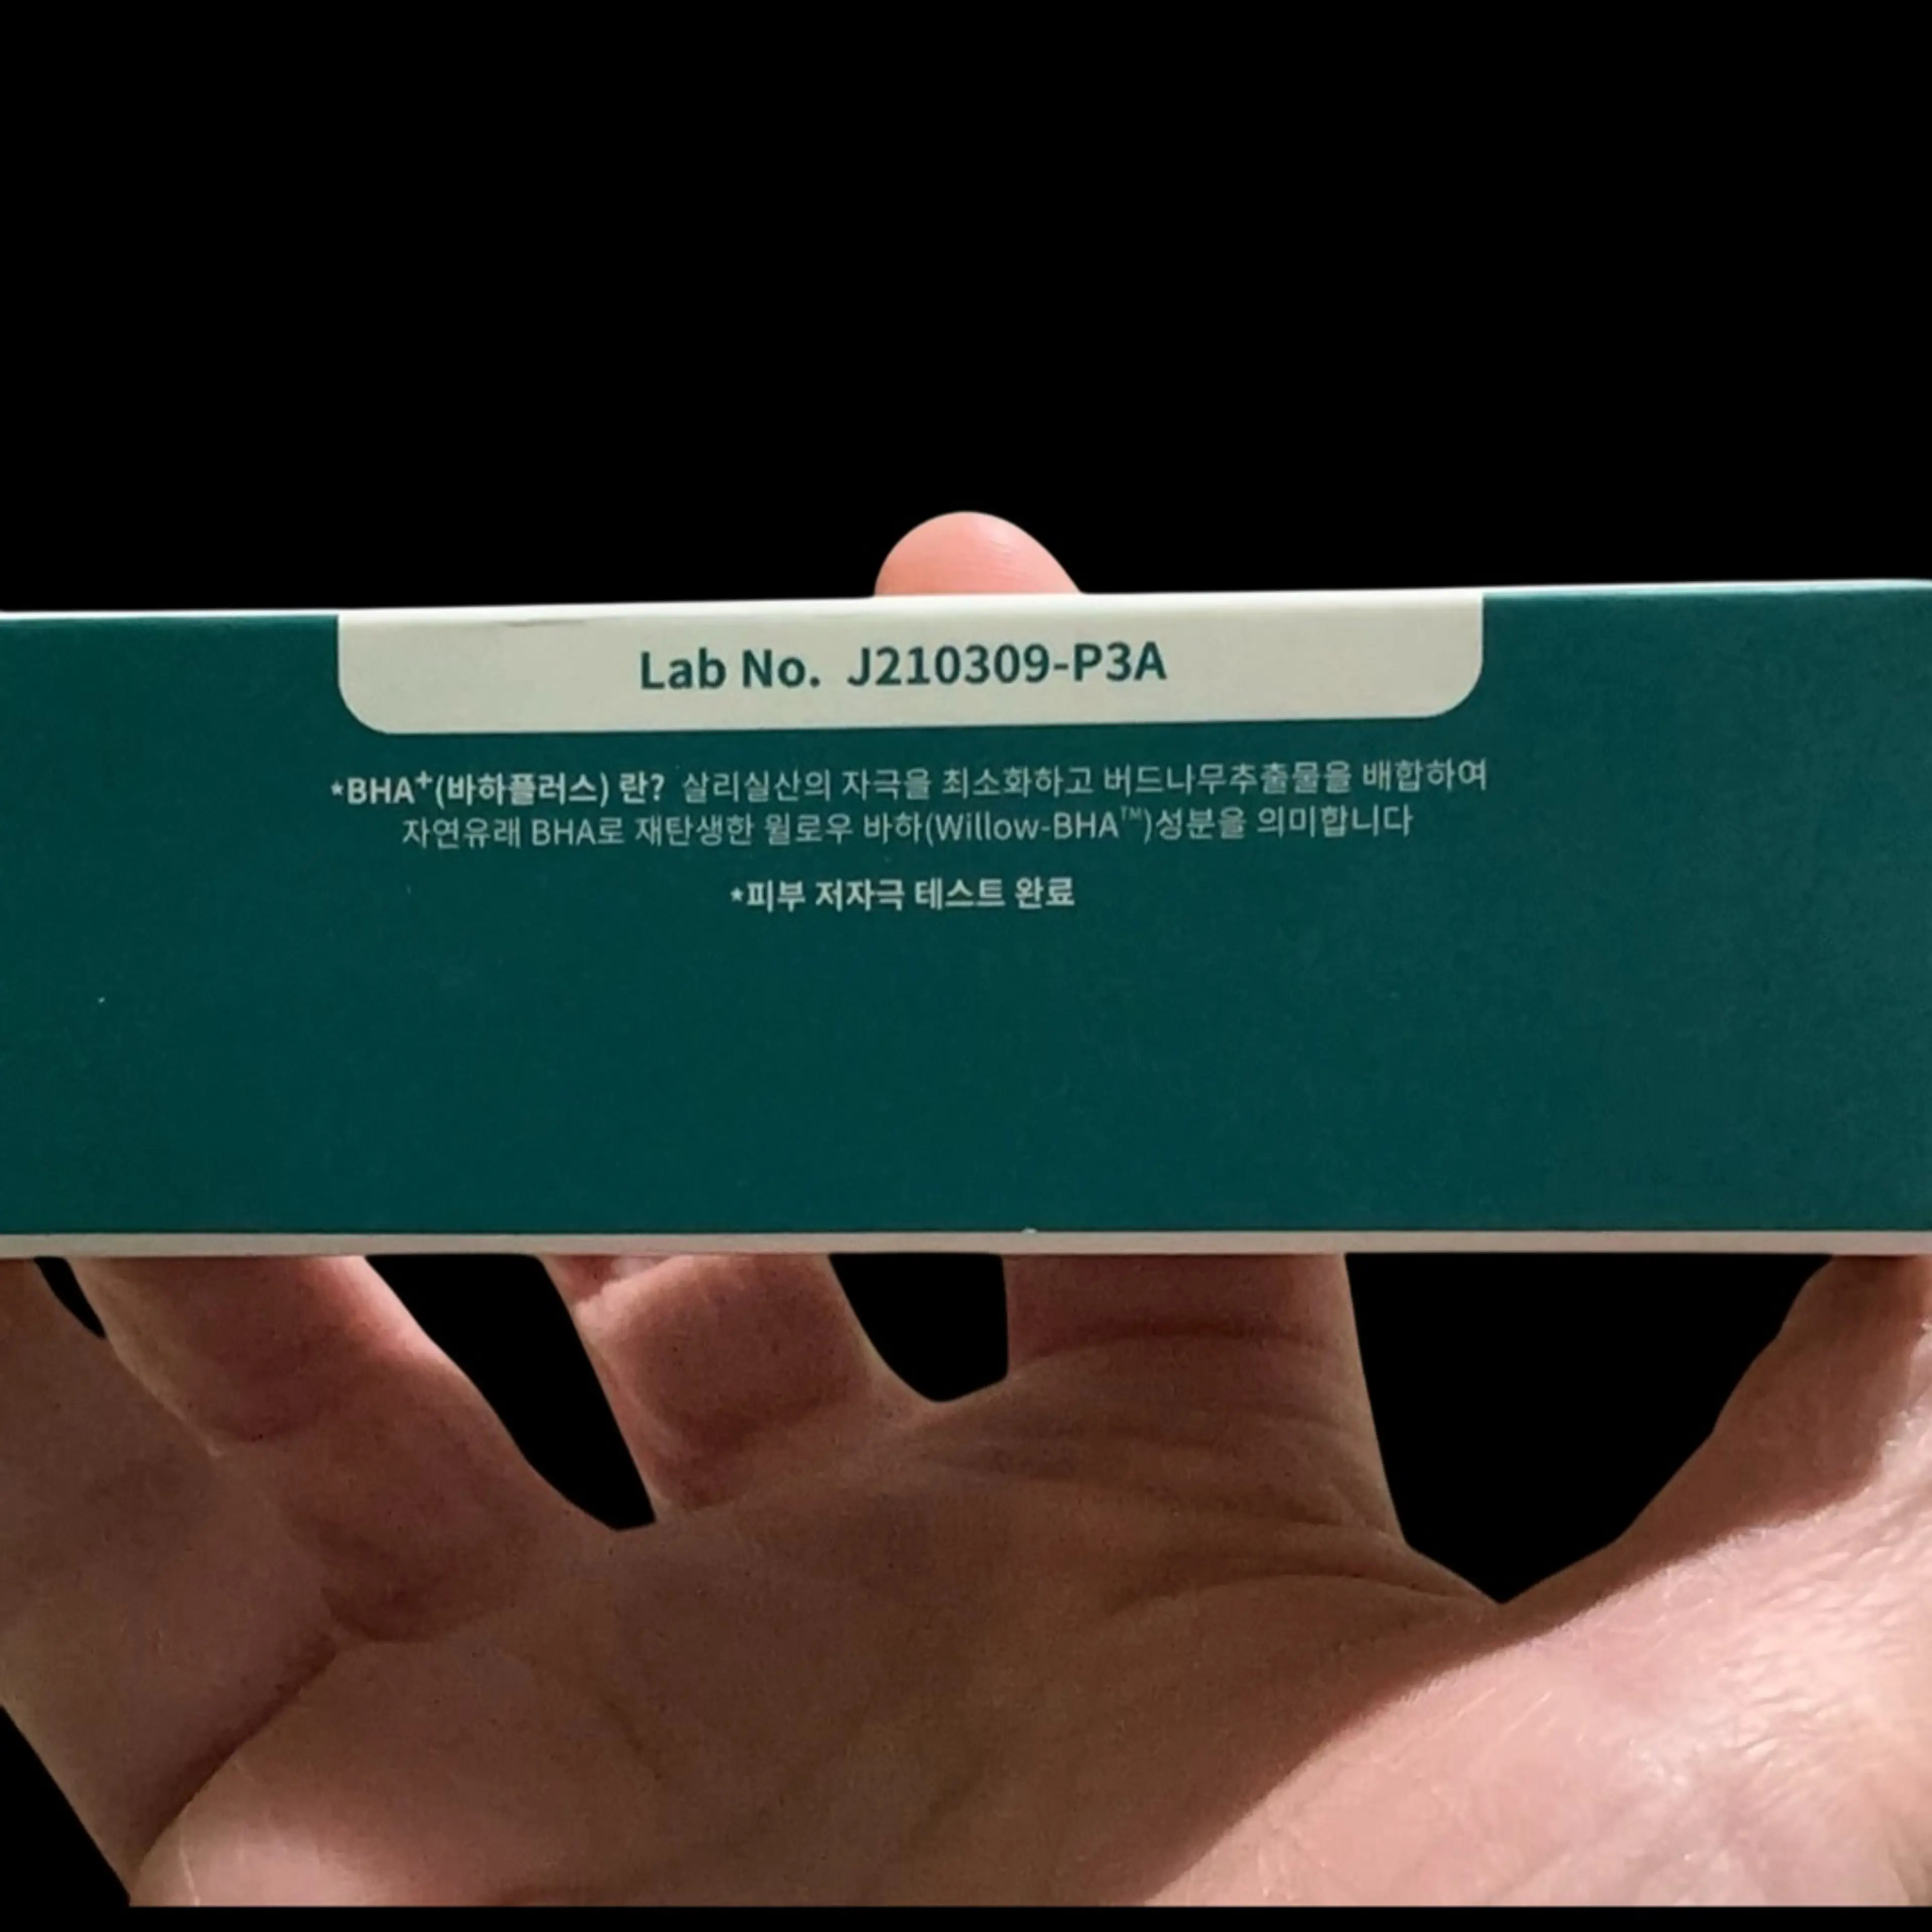 Lab No. J210309-P3A
*BHA⁺(바하플러스) 란? 살리실산의 자극을 최소화하고 버드나무추출물을 배합하여
자연유래 BHA로 재탄생한 윌로우 바하(Willow-BHA™)성분을 의미합니다
*피부 저자극 테스트 완료